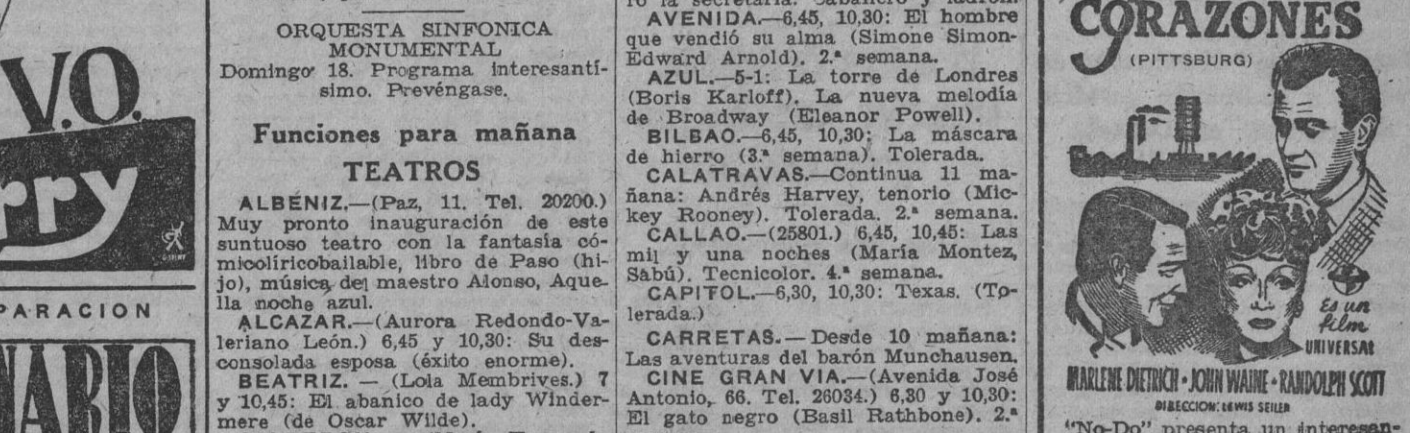 V.O.
rry
PARACION
NARIO
ORQUESTA SINFONICA
MONUMENTAL
Domingo 18. Programa interesantí-
simo. Prevéngase.
Funciones para mañana
TEATROS
ALBÉNIZ.—(Paz, 11. Tel. 20200.)
Muy pronto inauguración de este
suntuoso teatro con la fantasía có-
micoliricobailable, libro de Paso (hi-
jo), música del maestro Alonso, Aque-
lla noche azul.
ALCAZAR.—(Aurora Redondo-Va-
leriano León.) 6,45 y 10,30: Su des-
consolada esposa (éxito enorme).
BEATRIZ. — (Lola Membrives.) 7
y 10,45: El abanico de lady Winder-
mere (de Oscar Wilde).
ro la secretaria. Caballero y ladrón.
AVENIDA.—6,45, 10,30: El hombre
que vendió su alma (Simone Simon-
Edward Arnold). 2.ª semana.
AZUL.—5-1: La torre de Londres
(Boris Karloff). La nueva melodía
de Broadway (Eleanor Powell).
BILBAO.—6,45, 10,30: La máscara
de hierro (3.ª semana). Tolerada.
CALATRAVAS.—Continua 11 ma-
ñana: Andrés Harvey, tenorio (Mic-
key Rooney). Tolerada. 2.ª semana.
CALLAO.—(25801.) 6,45, 10,45: Las
mil y una noches (María Montez,
Sabú). Tecnicolor. 4.ª semana.
CAPITOL.—6,30, 10,30: Texas. (To-
lerada.)
CARRETAS.—Desde 10 mañana:
Las aventuras del barón Munchausen.
CINE GRAN VIA.—(Avenida José
Antonio, 66. Tel. 26034.) 6,30 y 10,30:
El gato negro (Basil Rathbone). 2.ª
CORAZONES
(PITTSBURG)
Es un
film
UNIVERSAL
MARLENE DIETRICH · JOHN WAINE · RANDOLPH SCOTT
DIRECCION: LEWIS SEILER
"No-Do" presenta un interesan-